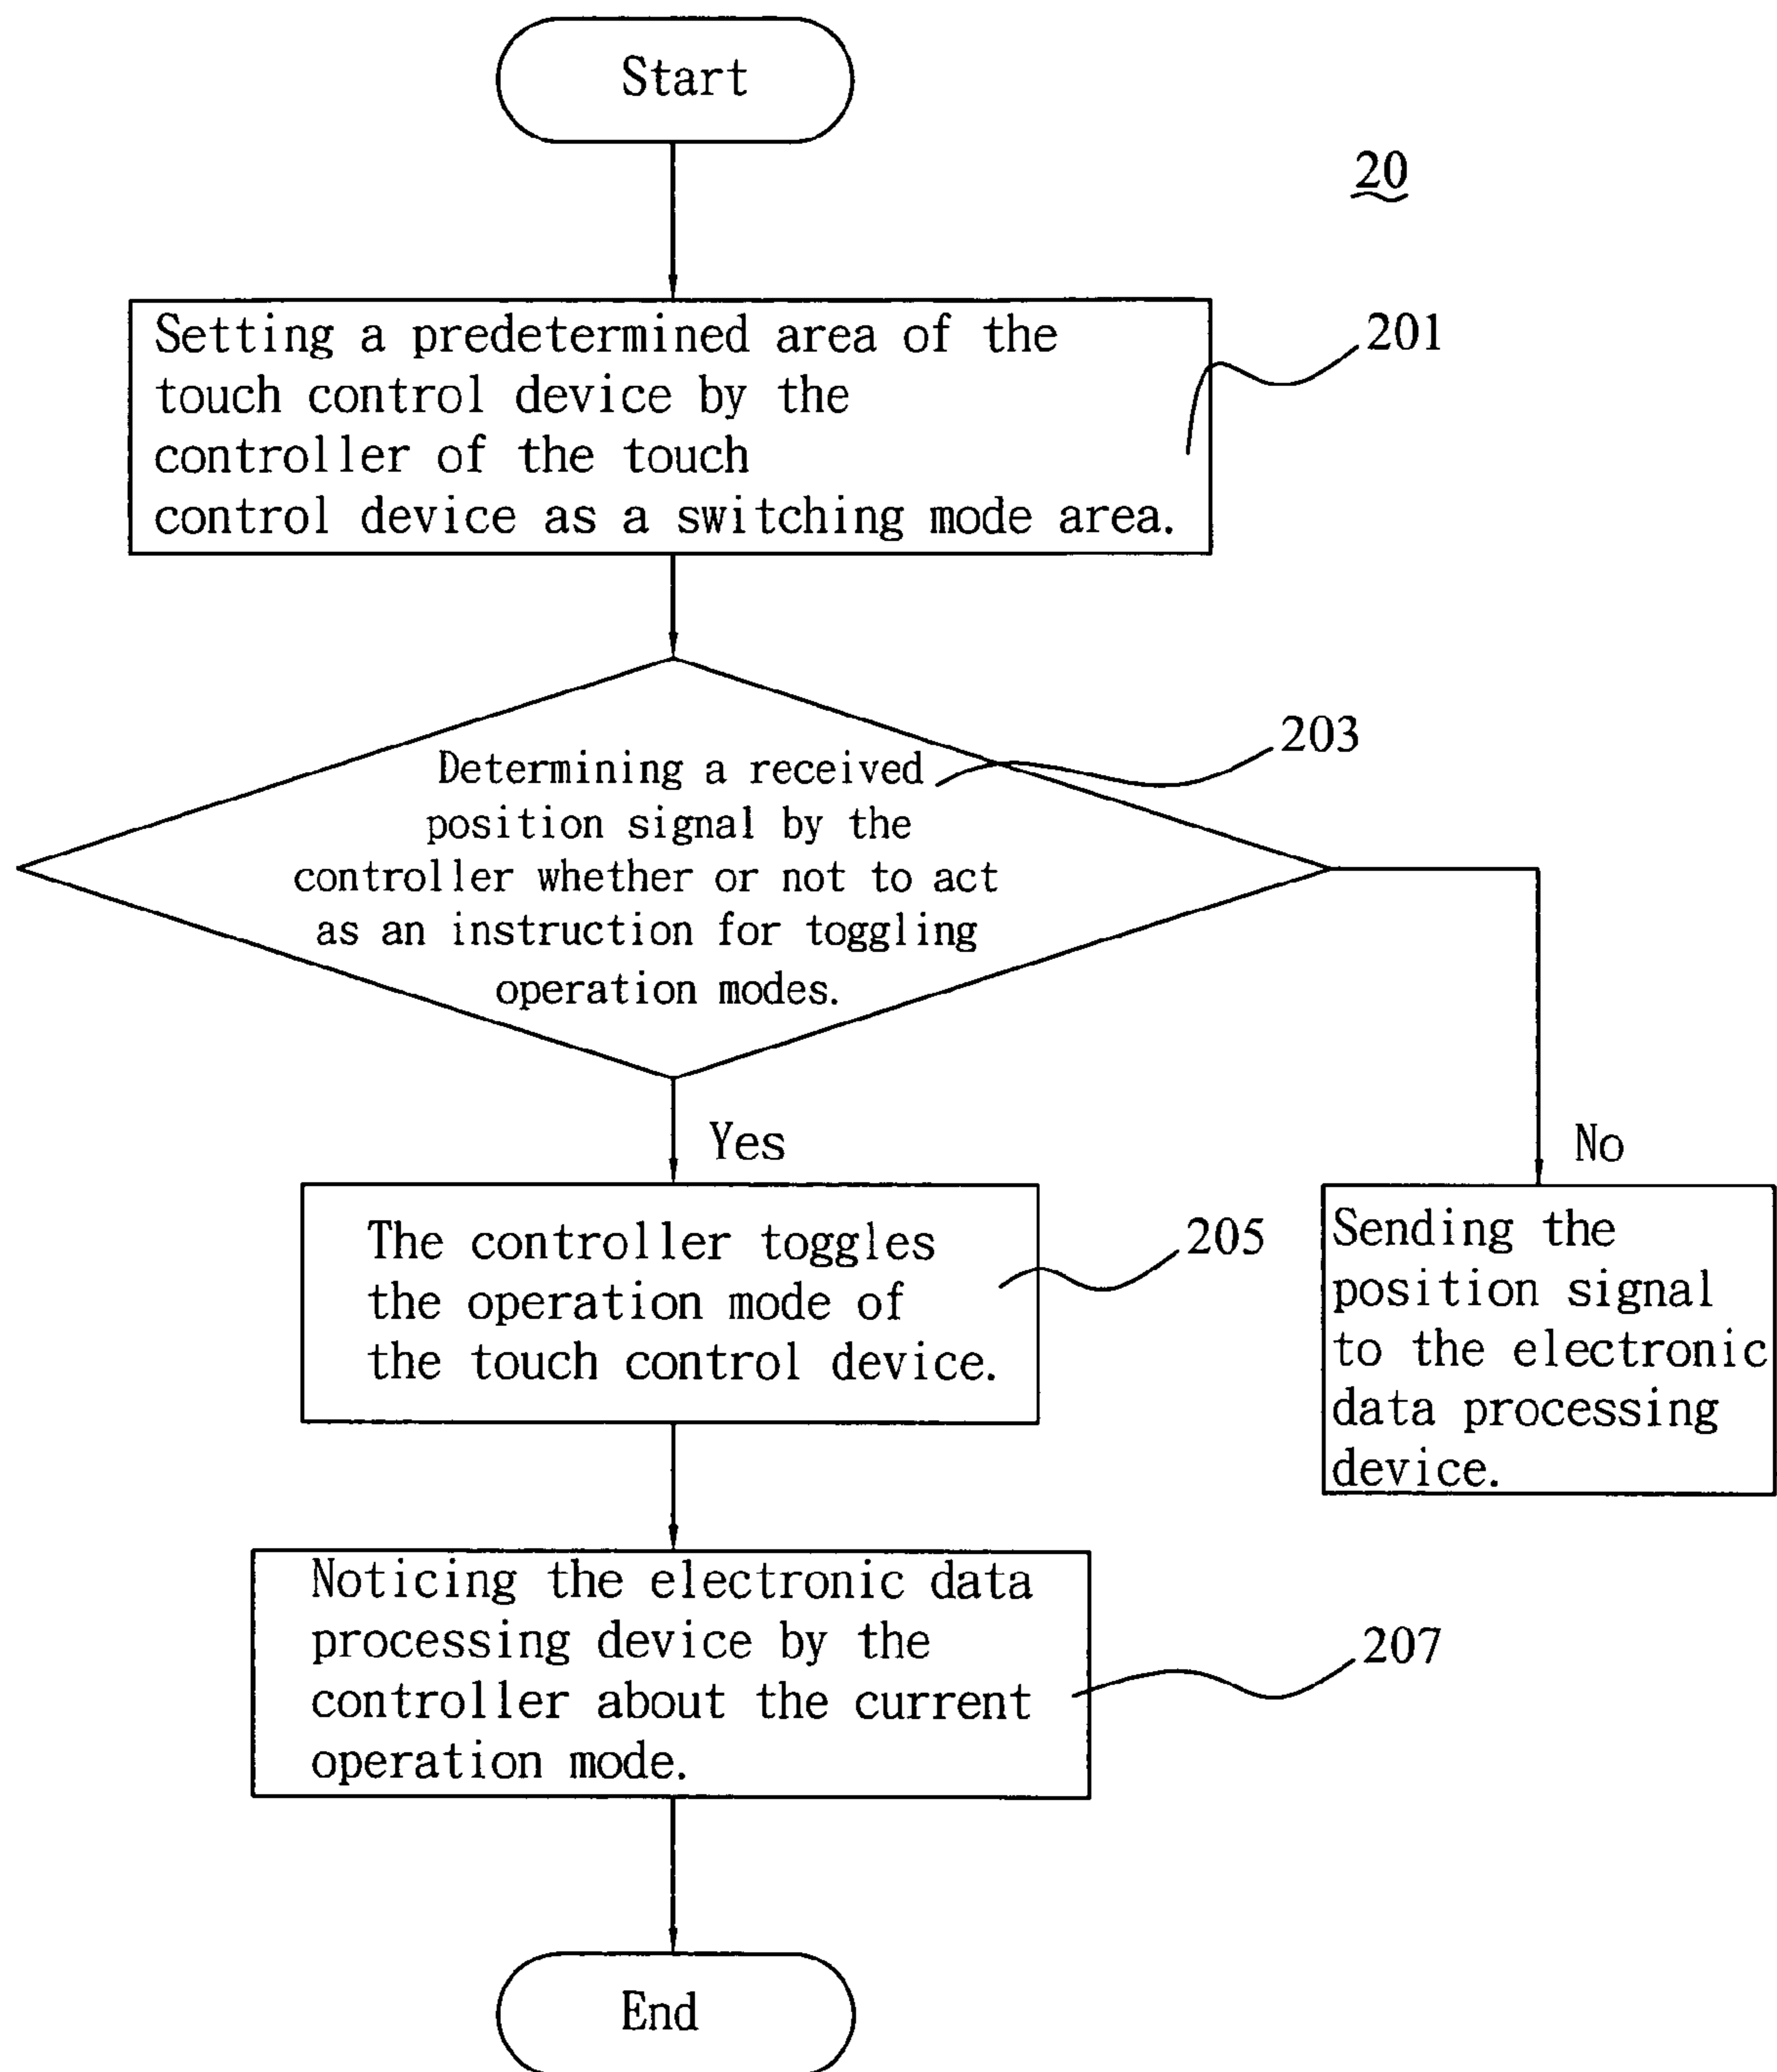 Start
20
Setting a predetermined area of the
touch control device by the
controller of the touch
control device as a switching mode area.
201
Determining a received
position signal by the
controller whether or not to act
as an instruction for toggling
operation modes.
203
Yes
No
The controller toggles
the operation mode of
the touch control device.
205
Sending the
position signal
to the electronic
data processing
device.
Noticing the electronic data
processing device by the
controller about the current
operation mode.
207
End